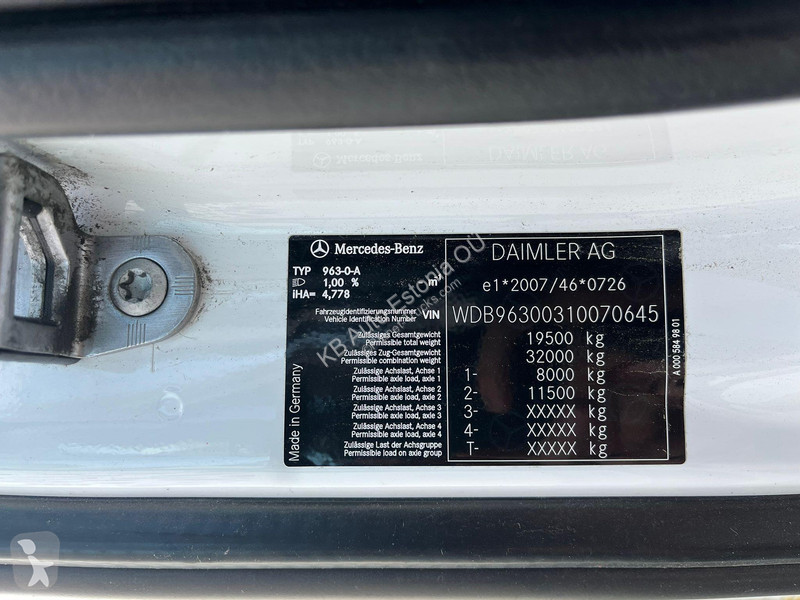 Mercedes-Benz
TYP 963-0-A
1,00 % m³
iHA= 4,778
DAIMLER AG
e1*2007/46*0726
Fahrzeugidentifizierungsnummer
Vehicle Identification Number VIN WDB96300310070645
Zulässiges Gesamtgewicht
Permissible total weight 19500 kg
Zulässiges Zug-Gesamtgewicht
Permissible combination weight 32000 kg
Zulässige Achslast, Achse 1
Permissible axle load, axle 1 1- 8000 kg
Zulässige Achslast, Achse 2
Permissible axle load, axle 2 2- 11500 kg
Zulässige Achslast, Achse 3
Permissible axle load, axle 3 3- XXXXX kg
Zulässige Achslast, Achse 4
Permissible axle load, axle 4 4- XXXXX kg
Zulässige Last der Achsgruppe
Permissible load on axle group T- XXXXX kg
Made in Germany
A 000 584 98 01
KB Auto Estonia OÜ